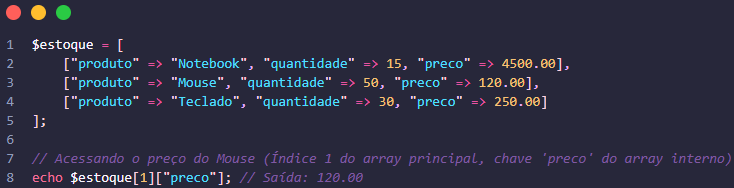 1 $estoque = [
2     ["produto" => "Notebook", "quantidade" => 15, "preco" => 4500.00],
3     ["produto" => "Mouse", "quantidade" => 50, "preco" => 120.00],
4     ["produto" => "Teclado", "quantidade" => 30, "preco" => 250.00]
5 ];
6
7 // Acessando o preço do Mouse (Índice 1 do array principal, chave 'preco' do array interno)
8 echo $estoque[1]["preco"]; // Saída: 120.00